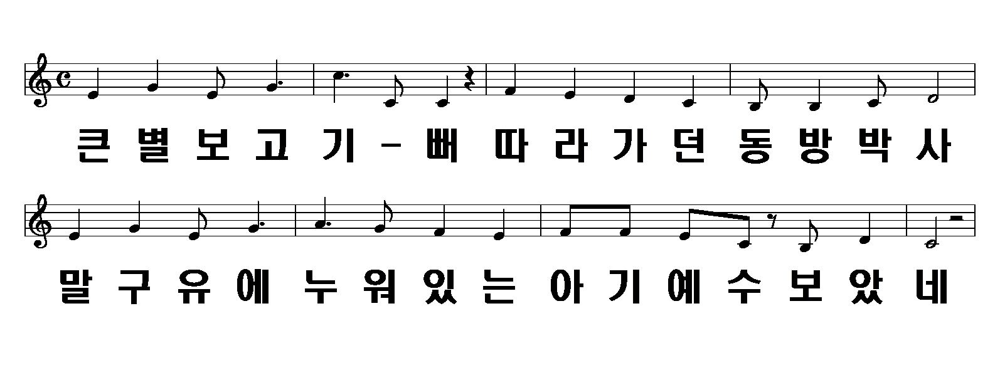 큰 별 보 고 기 - 뻐 따 라 가 던 동 방 박 사
말 구 유 에 누 워 있 는 아 기 예 수 보 았 네